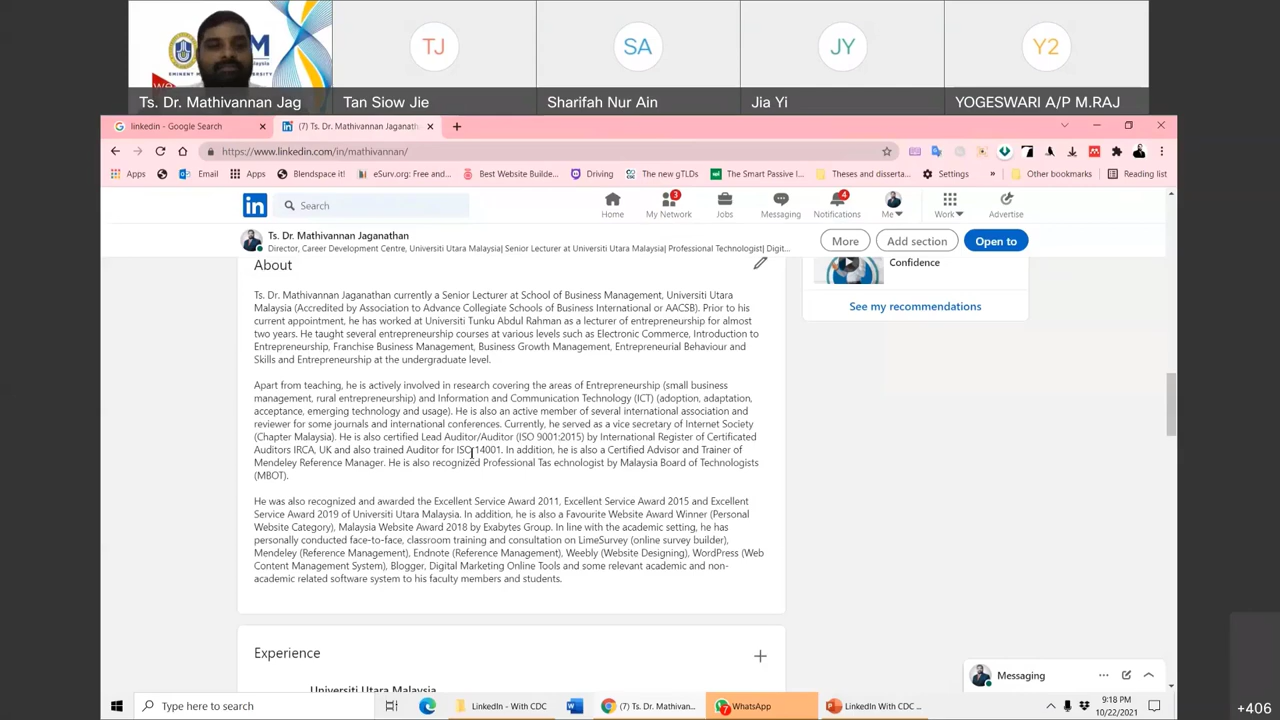 Ts. Dr. Mathivannan Jag
TJ
Tan Siow Jie
SA
Sharifah Nur Ain
JY
Jia Yi
Y2
YOGESWARI A/P M.RAJ
linkedin - Google Search
(7) Ts. Dr. Mathivannan Jaganath
https://www.linkedin.com/in/mathivannan/
Apps
Email
Apps
Blendspace it!
eSurv.org: Free and...
Best Website Builde...
Driving
The new gTLDs
The Smart Passive I...
Theses and disserta...
Settings
»
Other bookmarks
Reading list
in
Search
Home
3
My Network
Jobs
Messaging
4
Notifications
Me
Work
Advertise
Ts. Dr. Mathivannan Jaganathan
Director, Career Development Centre, Universiti Utara Malaysia| Senior Lecturer at Universiti Utara Malaysia| Professional Technologist| Digit...
More
Add section
Open to
About
Ts. Dr. Mathivannan Jaganathan currently a Senior Lecturer at School of Business Management, Universiti Utara
Malaysia (Accredited by Association to Advance Collegiate Schools of Business International or AACSB). Prior to his
current appointment, he has worked at Universiti Tunku Abdul Rahman as a lecturer of entrepreneurship for almost
two years. He taught several entrepreneurship courses at various levels such as Electronic Commerce, Introduction to
Entrepreneurship, Franchise Business Management, Business Growth Management, Entrepreneurial Behaviour and
Skills and Entrepreneurship at the undergraduate level.
Apart from teaching, he is actively involved in research covering the areas of Entrepreneurship (small business
management, rural entrepreneurship) and Information and Communication Technology (ICT) (adoption, adaptation,
acceptance, emerging technology and usage). He is also an active member of several international association and
reviewer for some journals and international conferences. Currently, he served as a vice secretary of Internet Society
(Chapter Malaysia). He is also certified Lead Auditor/Auditor (ISO 9001:2015) by International Register of Certificated
Auditors IRCA, UK and also trained Auditor for ISO 14001. In addition, he is also a Certified Advisor and Trainer of
Mendeley Reference Manager. He is also recognized Professional Tas echnologist by Malaysia Board of Technologists
(MBOT).
He was also recognized and awarded the Excellent Service Award 2011, Excellent Service Award 2015 and Excellent
Service Award 2019 of Universiti Utara Malaysia. In addition, he is also a Favourite Website Award Winner (Personal
Website Category), Malaysia Website Award 2018 by Exabytes Group. In line with the academic setting, he has
personally conducted face-to-face, classroom training and consultation on LimeSurvey (online survey builder),
Mendeley (Reference Management), Endnote (Reference Management), Weebly (Website Designing), WordPress (Web
Content Management System), Blogger, Digital Marketing Online Tools and some relevant academic and non-
academic related software system to his faculty members and students.
Confidence
See my recommendations
Experience
Universiti Utara Malaysia
Messaging
Type here to search
LinkedIn - With CDC
(7) Ts. Dr. Mathivan...
7
WhatsApp
LinkedIn With CDC ...
9:18 PM
10/22/2021
+406